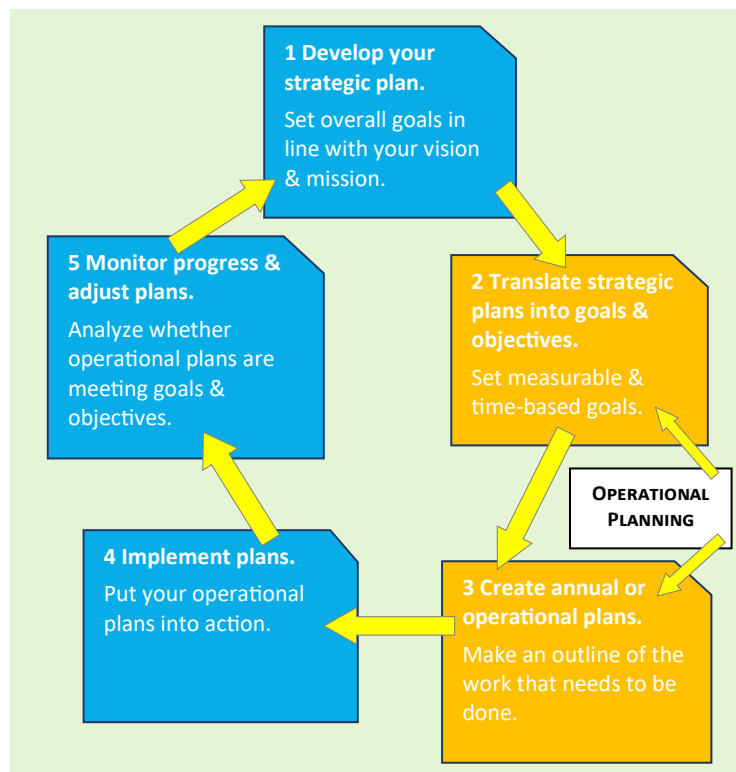 1 Develop your
strategic plan.
Set overall goals in
line with your vision
& mission.
2 Translate strategic
plans into goals &
objectives.
Set measurable &
time-based goals.
OPERATIONAL
PLANNING
3 Create annual or
operational plans.
Make an outline of the
work that needs to be
done.
4 Implement plans.
Put your operational
plans into action.
5 Monitor progress &
adjust plans.
Analyze whether
operational plans are
meeting goals &
objectives.